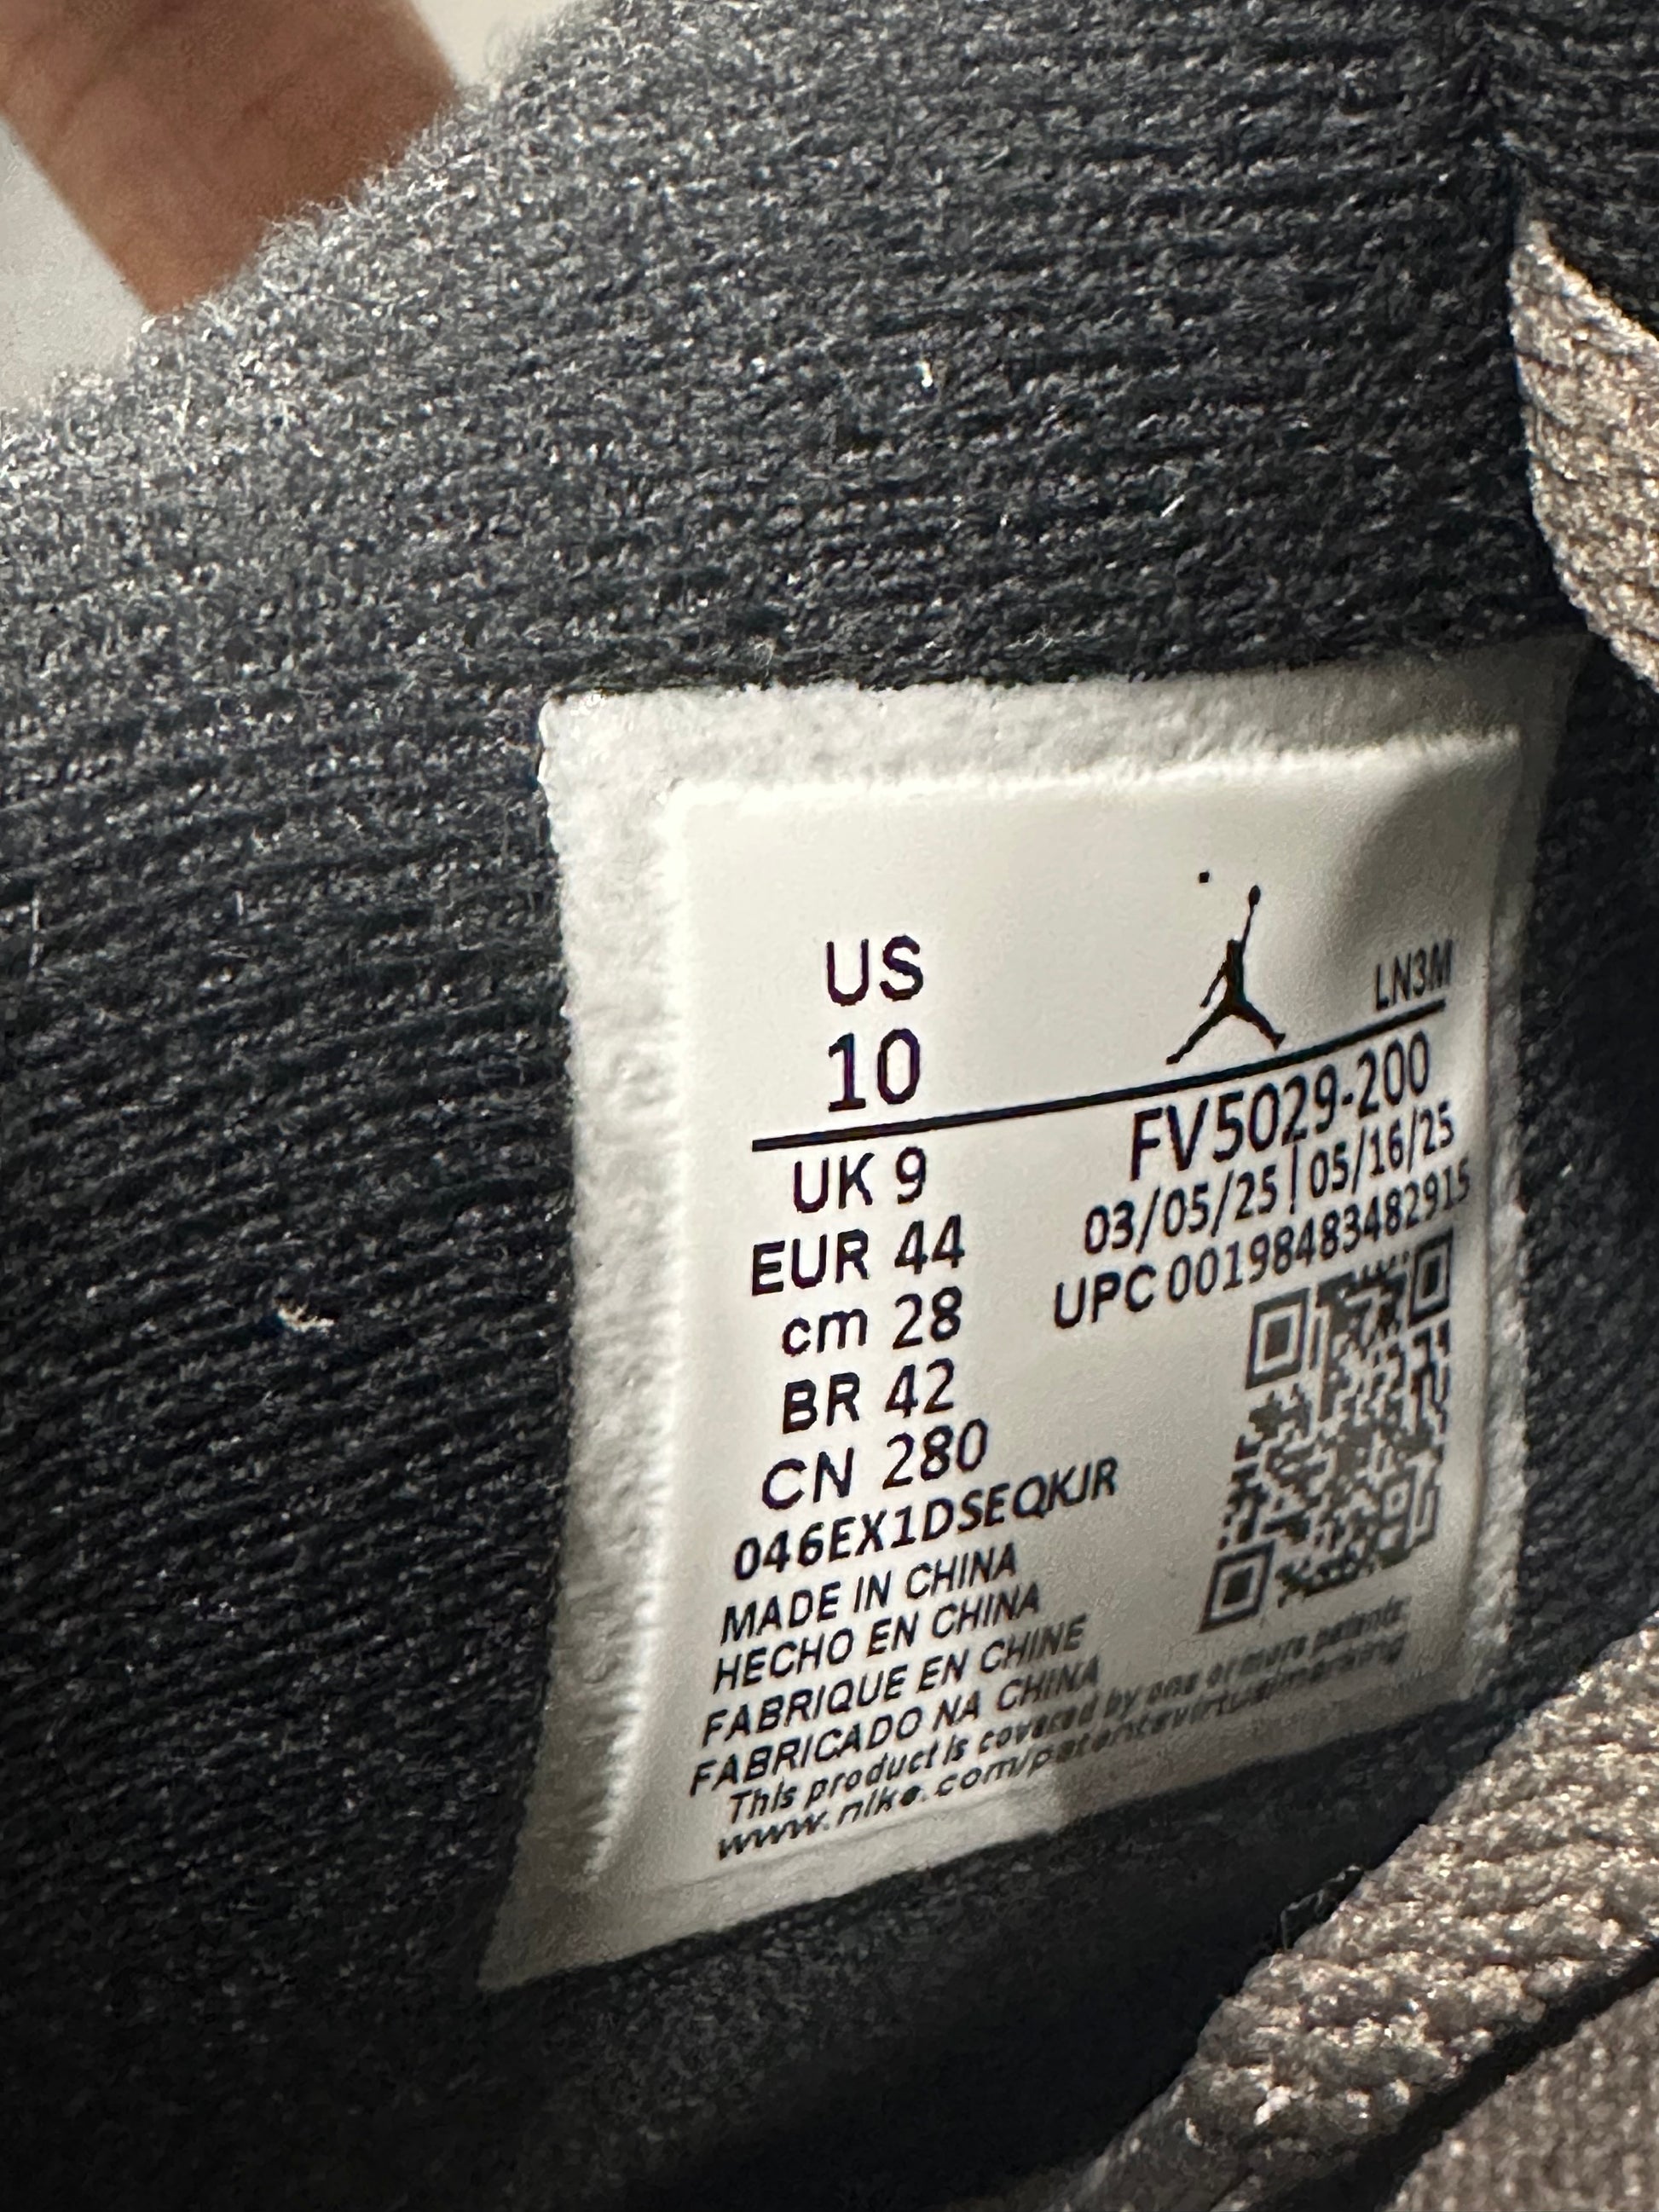 US
10
LN3M
UK 9
EUR 44
cm 28
BR 42
CN 280
FV5029-200
03/05/25 | 05/16/25
UPC 00198483482915
046EX1DSEQKJR
MADE IN CHINA
HECHO EN CHINA
FABRIQUE EN CHINE
FABRICADO NA CHINA
This product is covered by one or more patents.
www.nike.com/patentsvirtualmarking